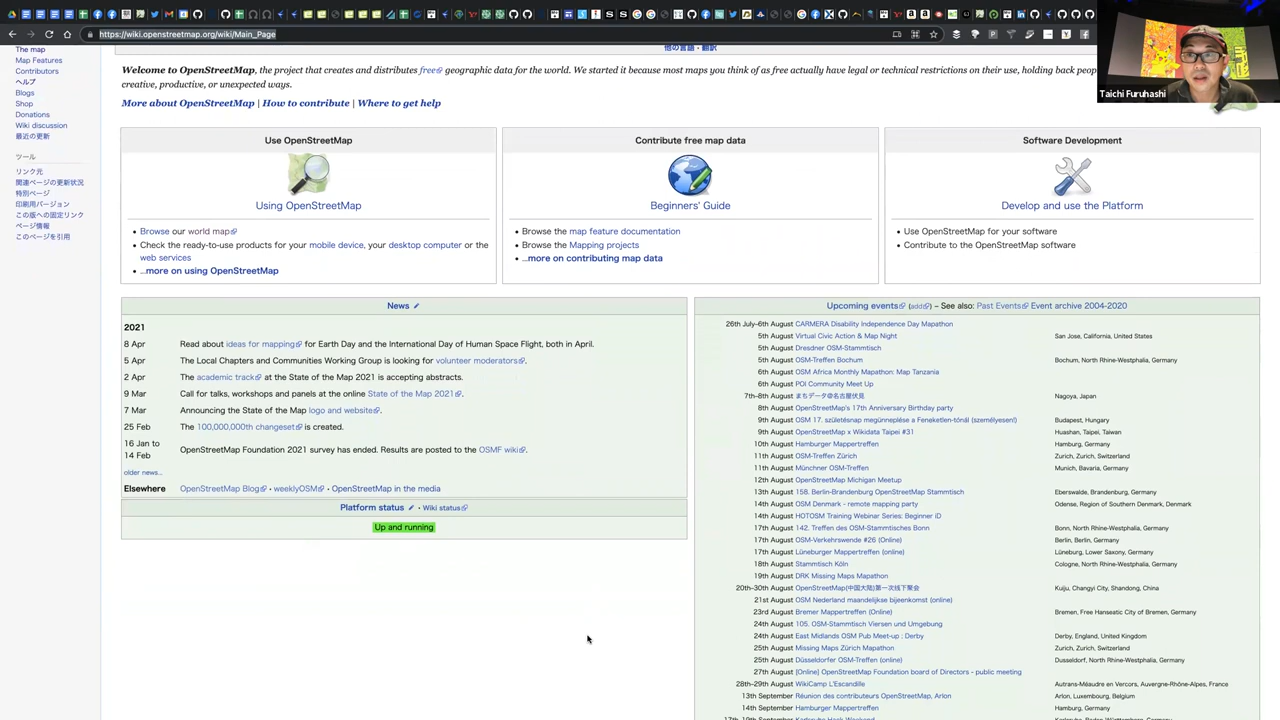 https://wiki.openstreetmap.org/wiki/Main_Page
Taichi Furuhashi
The map
Map Features
Contributors
ヘルプ
Blogs
Shop
Donations
Wiki discussion
最近の更新
ツール
リンク元
関連ページの更新状況
特別ページ
印刷用バージョン
この版への固定リンク
ページ情報
このページを引用
他の言語・翻訳
Welcome to OpenStreetMap, the project that creates and distributes free geographic data for the world. We started it because most maps you think of as free actually have legal or technical restrictions on their use, holding back
creative, productive, or unexpected ways.
More about OpenStreetMap | How to contribute | Where to get help
Use OpenStreetMap
Using OpenStreetMap
• Browse our world map
• Check the ready-to-use products for your mobile device, your desktop computer or the
web services
• ...more on using OpenStreetMap
Contribute free map data
Beginners' Guide
• Browse the map feature documentation
• Browse the Mapping projects
• ...more on contributing map data
Software Development
Develop and use the Platform
• Use OpenStreetMap for your software
• Contribute to the OpenStreetMap software
News
2021
8 Apr Read about ideas for mapping for Earth Day and the International Day of Human Space Flight, both in April.
5 Apr The Local Chapters and Communities Working Group is looking for volunteer moderators.
2 Apr The academic track at the State of the Map 2021 is accepting abstracts.
9 Mar Call for talks, workshops and panels at the online State of the Map 2021.
7 Mar Announcing the State of the Map logo and website.
25 Feb The 100,000,000th changeset is created.
16 Jan to
14 Feb OpenStreetMap Foundation 2021 survey has ended. Results are posted to the OSMF wiki.
older news...
Elsewhere OpenStreetMap Blog • weeklyOSM • OpenStreetMap in the media
Platform status • Wiki status
Up and running
Upcoming events (add) – See also: Past Events Event archive 2004-2020
26th July–6th August CARMERA Disability Independence Day Mapathon
5th August Virtual Civic Action & Map Night San Jose, California, United States
5th August Dresdner OSM-Stammtisch
5th August OSM-Treffen Bochum Bochum, North Rhine-Westphalia, Germany
6th August OSM Africa Monthly Mapathon: Map Tanzania
6th August POI Community Meet Up
7th–8th August まちデータ@名古屋伏見 Nagoya, Japan
8th August OpenStreetMap's 17th Anniversary Birthday party
9th August OSM 17. születésnap megünneplése a Feneketlen-tónál (személyesen!) Budapest, Hungary
9th August OpenStreetMap x Wikidata Taipei #31 Huashan, Taipei, Taiwan
10th August Hamburger Mappertreffen Hamburg, Germany
11th August OSM-Treffen Zürich Zurich, Zurich, Switzerland
11th August Münchner OSM-Treffen Munich, Bavaria, Germany
12th August OpenStreetMap Michigan Meetup
13th August 158. Berlin-Brandenburg OpenStreetMap Stammtisch Eberswalde, Brandenburg, Germany
14th August OSM Denmark - remote mapping party Odense, Region of Southern Denmark, Denmark
14th August HOTOSM Training Webinar Series: Beginner iD
17th August 142. Treffen des OSM-Stammtisches Bonn Bonn, North Rhine-Westphalia, Germany
17th August OSM-Verkehrswende #26 (Online) Berlin, Berlin, Germany
17th August Lüneburger Mappertreffen (online) Lüneburg, Lower Saxony, Germany
18th August Stammtisch Köln Cologne, North Rhine-Westphalia, Germany
19th August DRK Missing Maps Mapathon
20th–30th August OpenStreetMap(中国大陆)第一次线下聚会 Kuiju, Changyi City, Shandong, China
21st August OSM Nederland maandelijkse bijeenkomst (online)
23rd August Bremer Mappertreffen (Online) Bremen, Free Hanseatic City of Bremen, Germany
24th August 105. OSM-Stammtisch Viersen und Umgebung
24th August East Midlands OSM Pub Meet-up : Derby Derby, England, United Kingdom
25th August Missing Maps Zürich Mapathon Zurich, Zurich, Switzerland
25th August Düsseldorfer OSM-Treffen (online) Dusseldorf, North Rhine-Westphalia, Germany
27th August [Online] OpenStreetMap Foundation board of Directors - public meeting
28th–29th August WikiCamp L'Escandille Autrans-Méaudre en Vercors, Auvergne-Rhône-Alpes, France
13th September Réunion des contributeurs OpenStreetMap, Arlon Arlon, Luxembourg, Belgium
14th September Hamburger Mappertreffen Hamburg, Germany